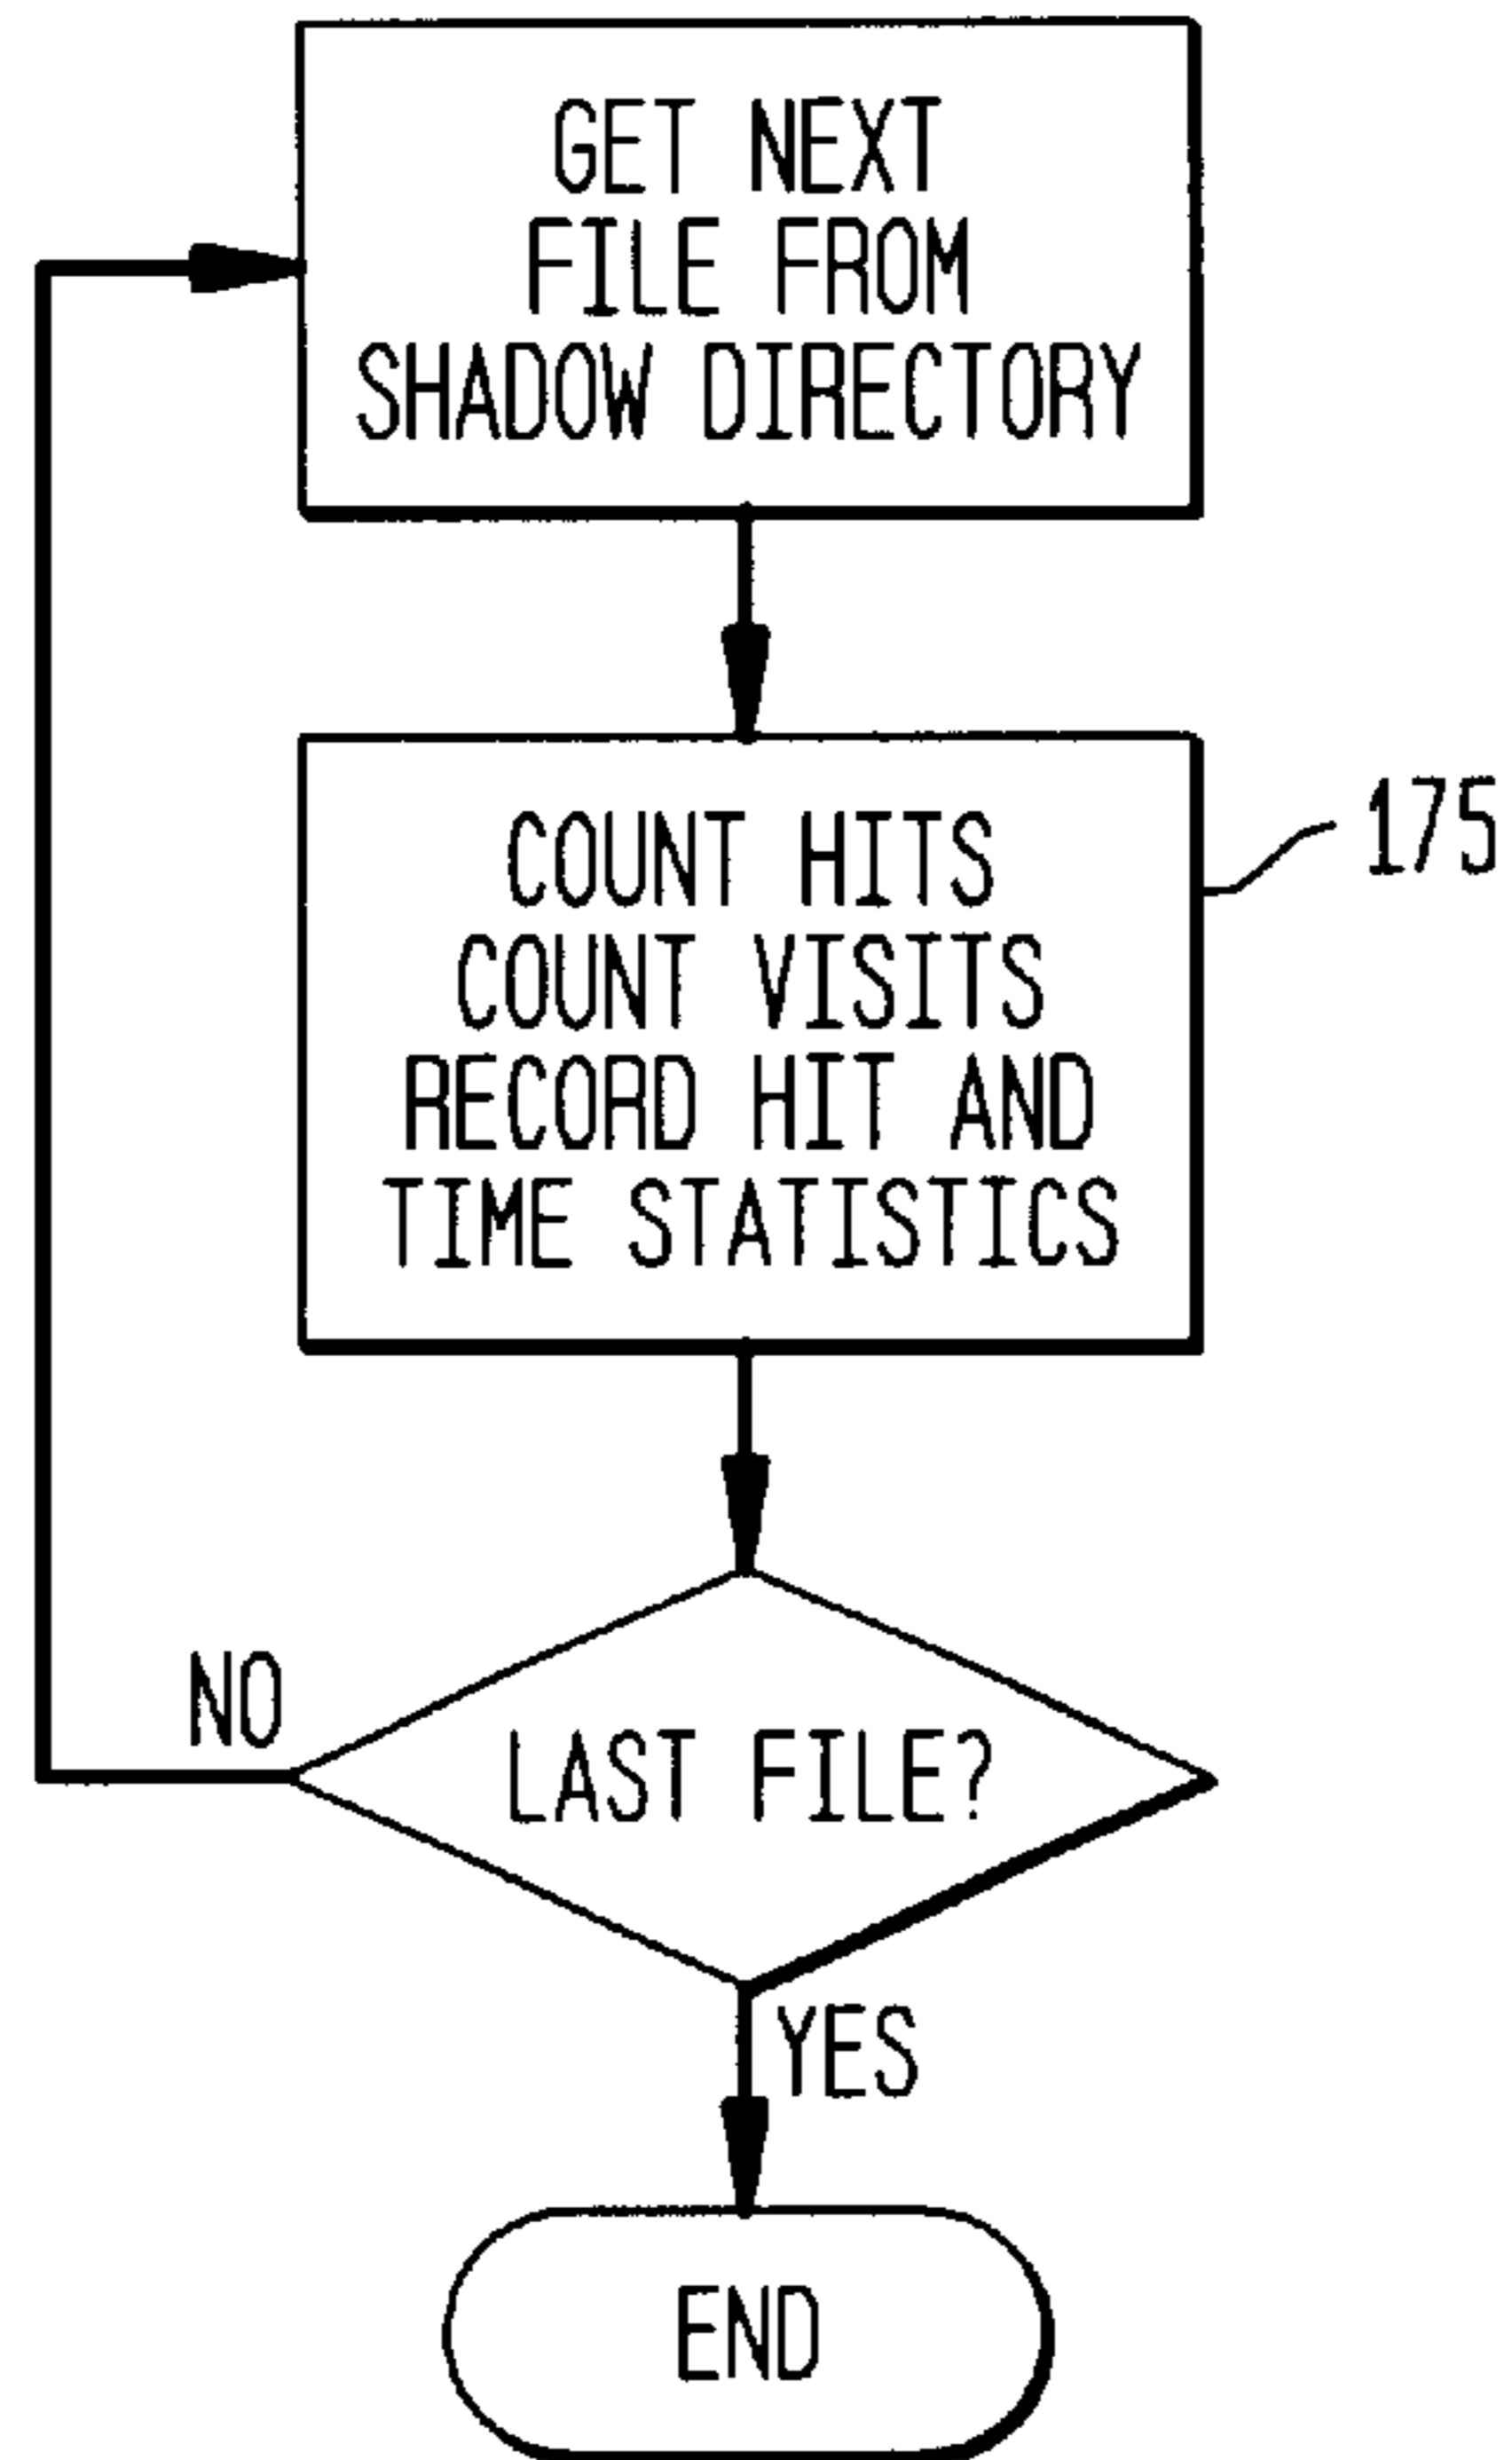 GET NEXT
FILE FROM
SHADOW DIRECTORY
COUNT HITS
COUNT VISITS
RECORD HIT AND
TIME STATISTICS
175
LAST FILE?
NO
YES
END